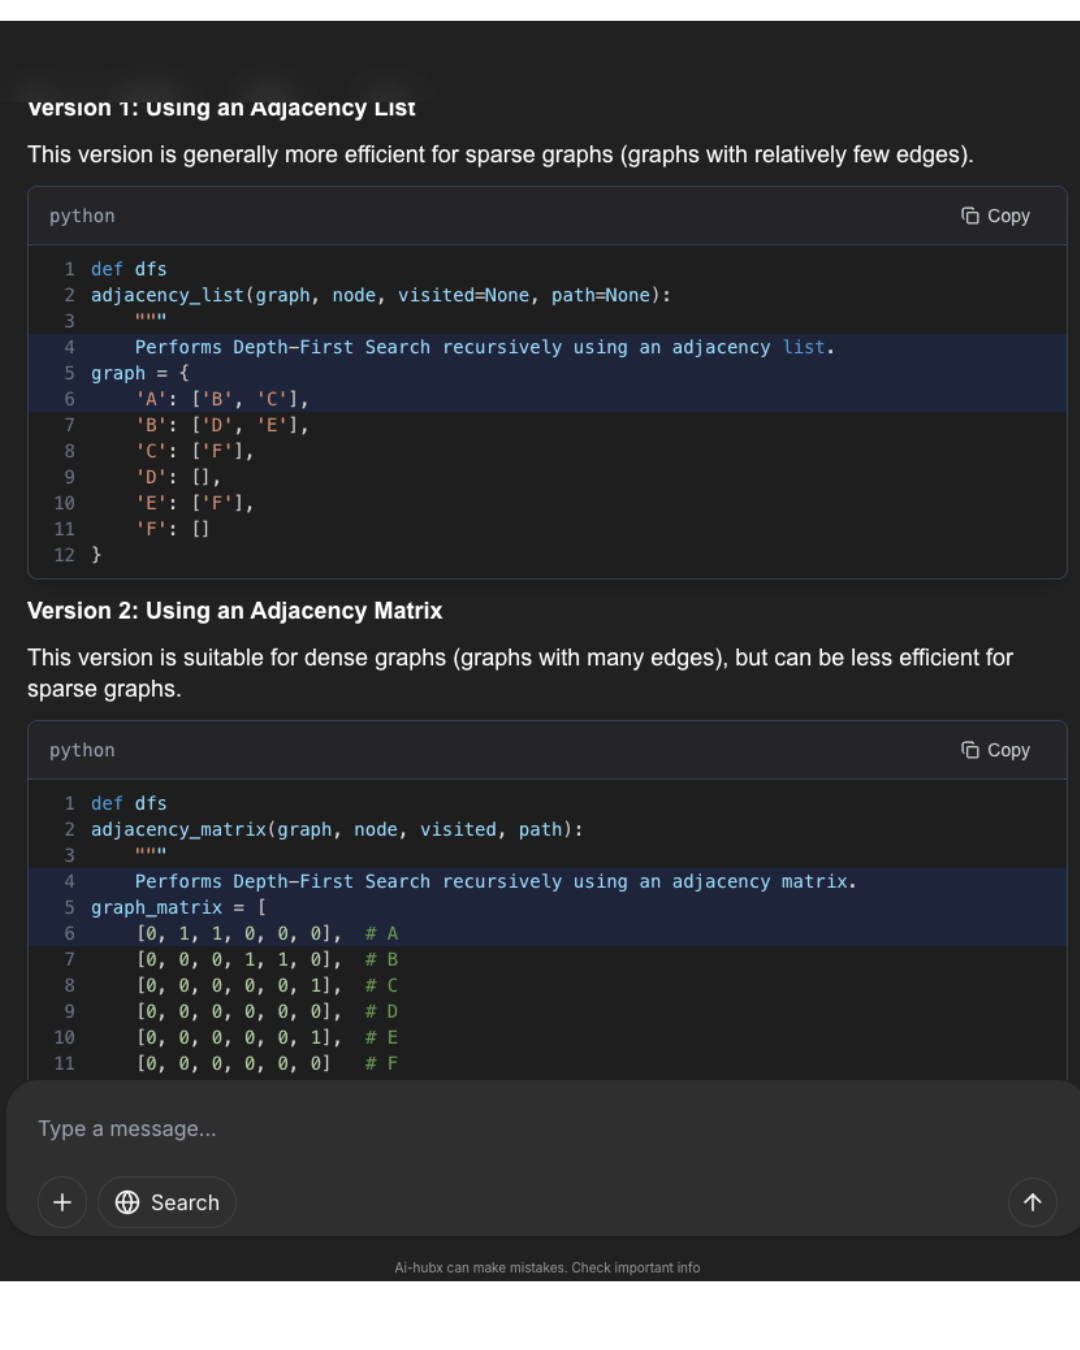 Version 1: Using an Adjacency List
This version is generally more efficient for sparse graphs (graphs with relatively few edges).
python
Copy
1 def dfs
2 adjacency_list(graph, node, visited=None, path=None):
3     """
4     Performs Depth-First Search recursively using an adjacency list.
5 graph = {
6     'A': ['B', 'C'],
7     'B': ['D', 'E'],
8     'C': ['F'],
9     'D': [],
10     'E': ['F'],
11     'F': []
12 }
Version 2: Using an Adjacency Matrix
This version is suitable for dense graphs (graphs with many edges), but can be less efficient for
sparse graphs.
python
Copy
1 def dfs
2 adjacency_matrix(graph, node, visited, path):
3     """
4     Performs Depth-First Search recursively using an adjacency matrix.
5 graph_matrix = [
6     [0, 1, 1, 0, 0, 0],  # A
7     [0, 0, 0, 1, 1, 0],  # B
8     [0, 0, 0, 0, 0, 1],  # C
9     [0, 0, 0, 0, 0, 0],  # D
10     [0, 0, 0, 0, 0, 1],  # E
11     [0, 0, 0, 0, 0, 0]   # F
Type a message...
Search
Ai-hubx can make mistakes. Check important info